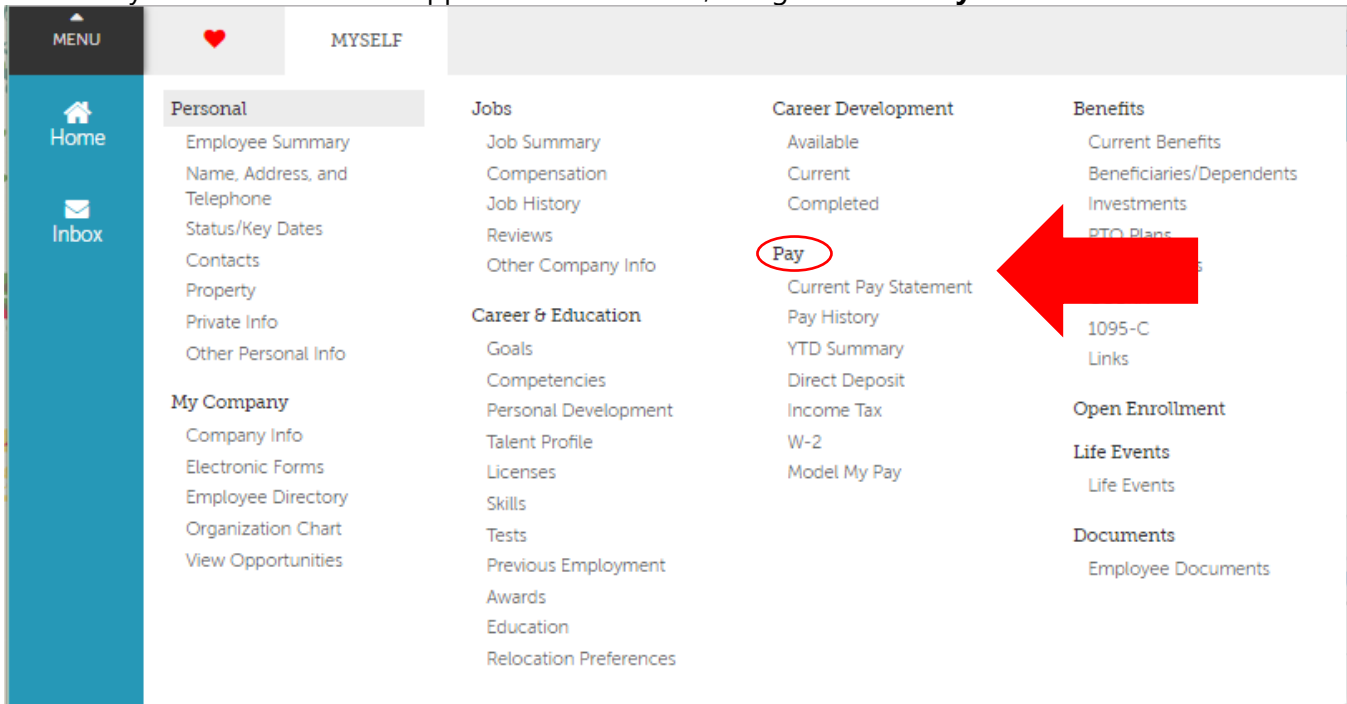 MENU
MYSELF
Home
Inbox
Personal
Employee Summary
Name, Address, and
Telephone
Status/Key Dates
Contacts
Property
Private Info
Other Personal Info
My Company
Company Info
Electronic Forms
Employee Directory
Organization Chart
View Opportunities
Jobs
Job Summary
Compensation
Job History
Reviews
Other Company Info
Career & Education
Goals
Competencies
Personal Development
Talent Profile
Licenses
Skills
Tests
Previous Employment
Awards
Education
Relocation Preferences
Career Development
Available
Current
Completed
Pay
Current Pay Statement
Pay History
YTD Summary
Direct Deposit
Income Tax
W-2
Model My Pay
Benefits
Current Benefits
Beneficiaries/Dependents
Investments
PTO Plans
1095-C
Links
Open Enrollment
Life Events
Life Events
Documents
Employee Documents